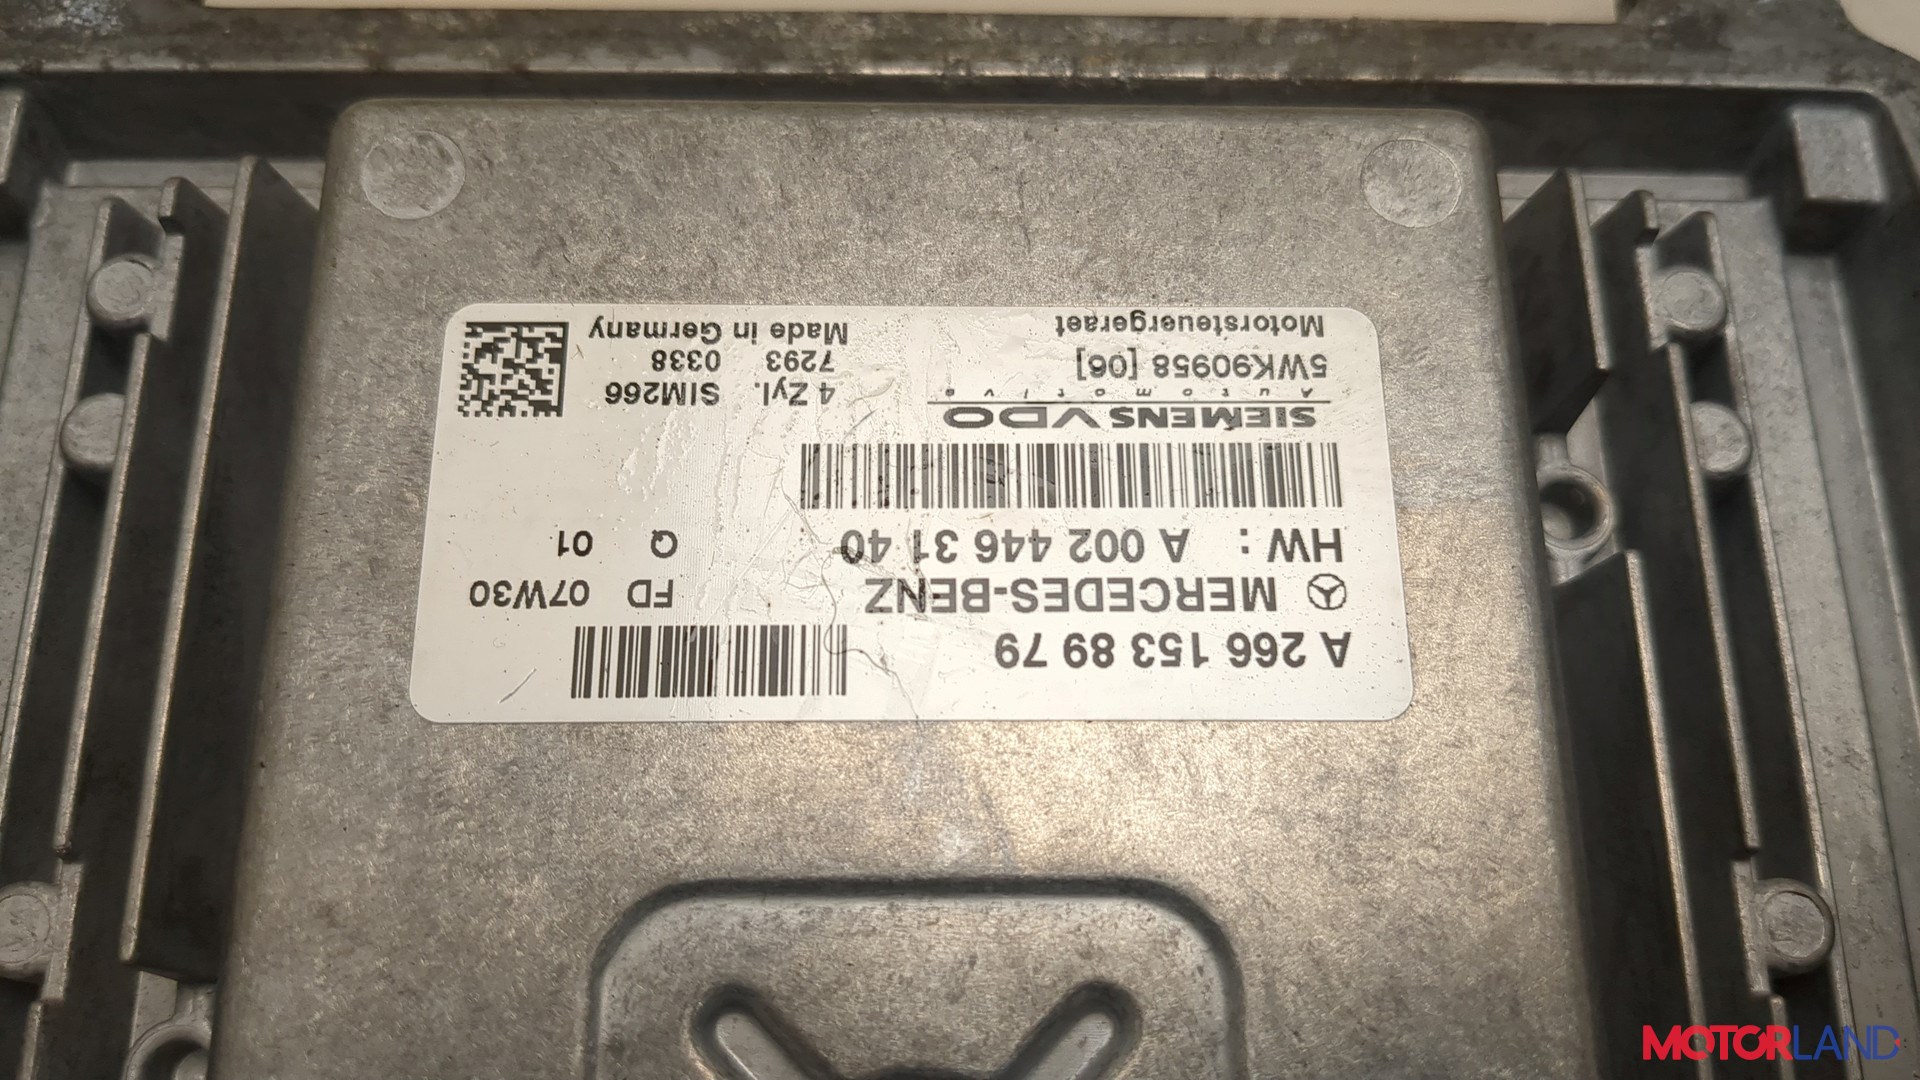 A 266 153 89 79
MERCEDES-BENZ
FD 07W30
HW : A 002 446 31 40
Q 01
SIEMENS VDO
Automotive
5WK90958 [06]
Motorsteuergeraet
4 Zyl. SIM266
7293 0338
Made in Germany
MOTORLAND